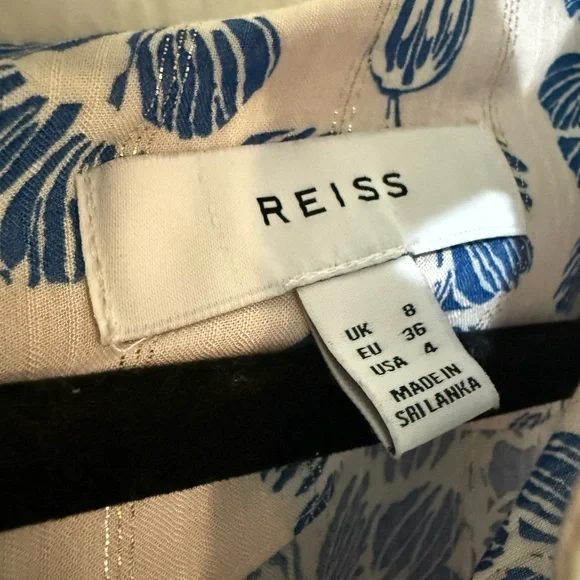 REISS
UK 8
EU 36
USA 4
MADE IN
SRI LANKA